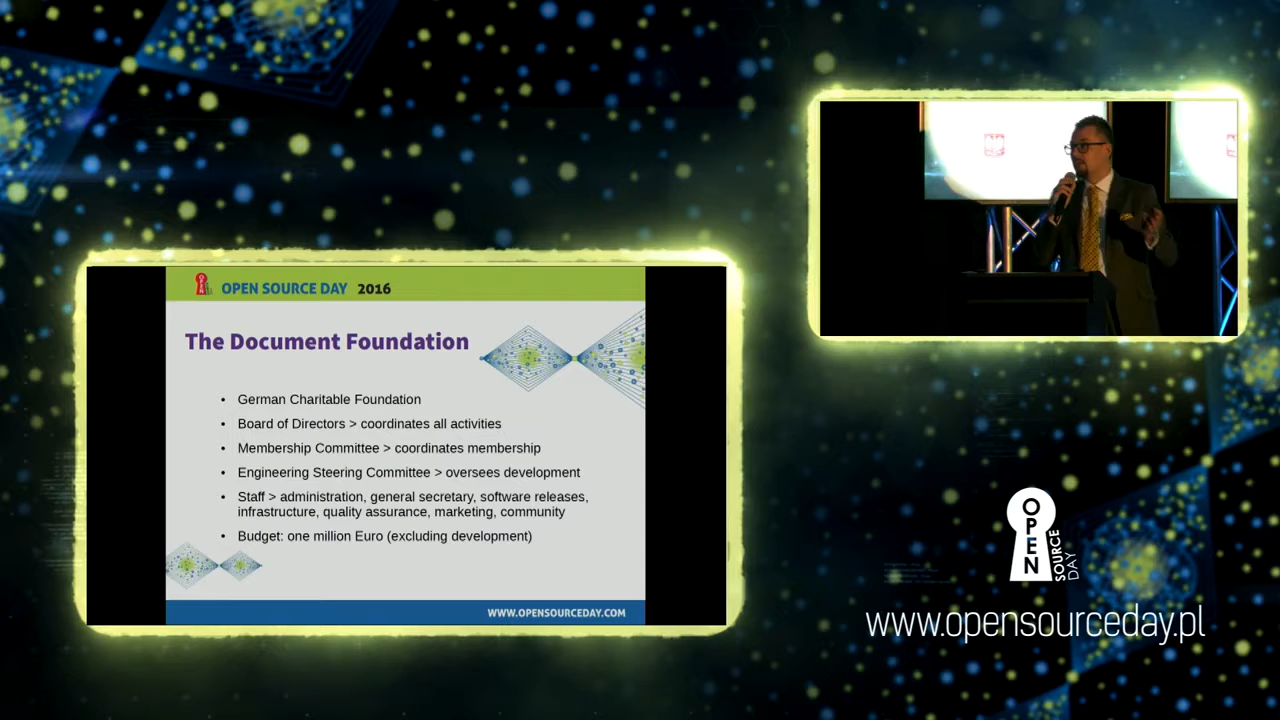 OPEN SOURCE DAY 2016
The Document Foundation
• German Charitable Foundation
• Board of Directors > coordinates all activities
• Membership Committee > coordinates membership
• Engineering Steering Committee > oversees development
• Staff > administration, general secretary, software releases,
infrastructure, quality assurance, marketing, community
• Budget: one million Euro (excluding development)
WWW.OPENSOURCEDAY.COM
OPEN
SOURCE
DAY
www.opensourceday.pl